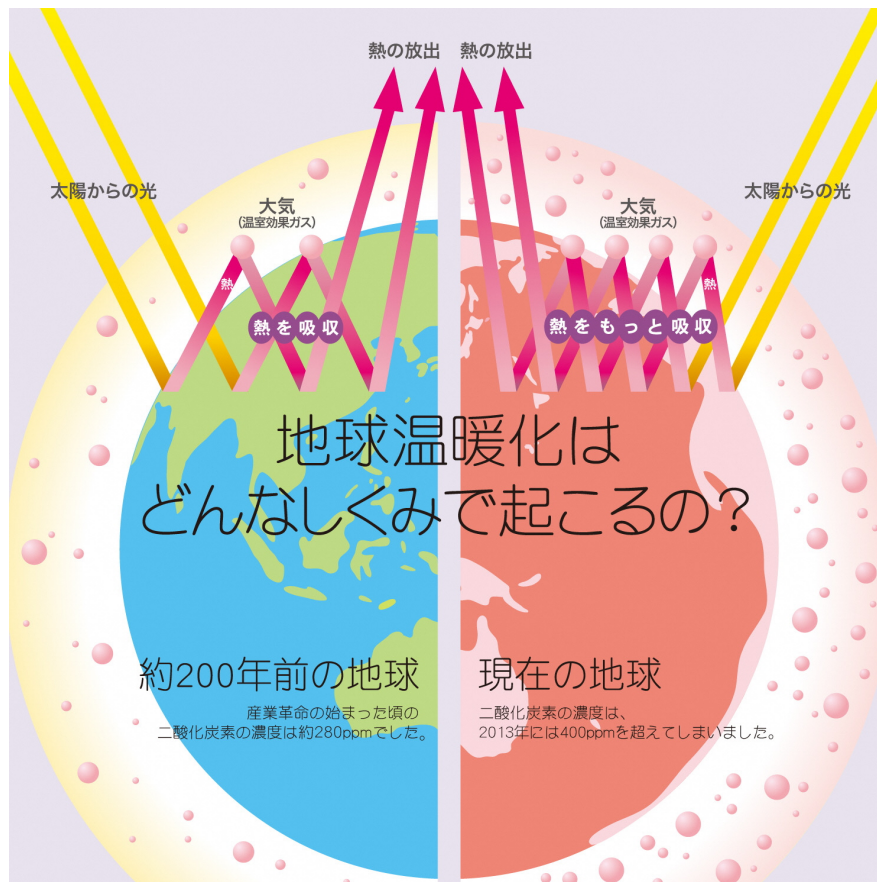 熱の放出
熱の放出
太陽からの光
太陽からの光
大気
(温室効果ガス)
大気
(温室効果ガス)
熱
熱
熱を吸収
熱をもっと吸収
地球温暖化は
どんなしくみで起こるの？
約200年前の地球
産業革命の始まった頃の
二酸化炭素の濃度は約280ppmでした。
現在の地球
二酸化炭素の濃度は、
2013年には400ppmを超えてしまいました。